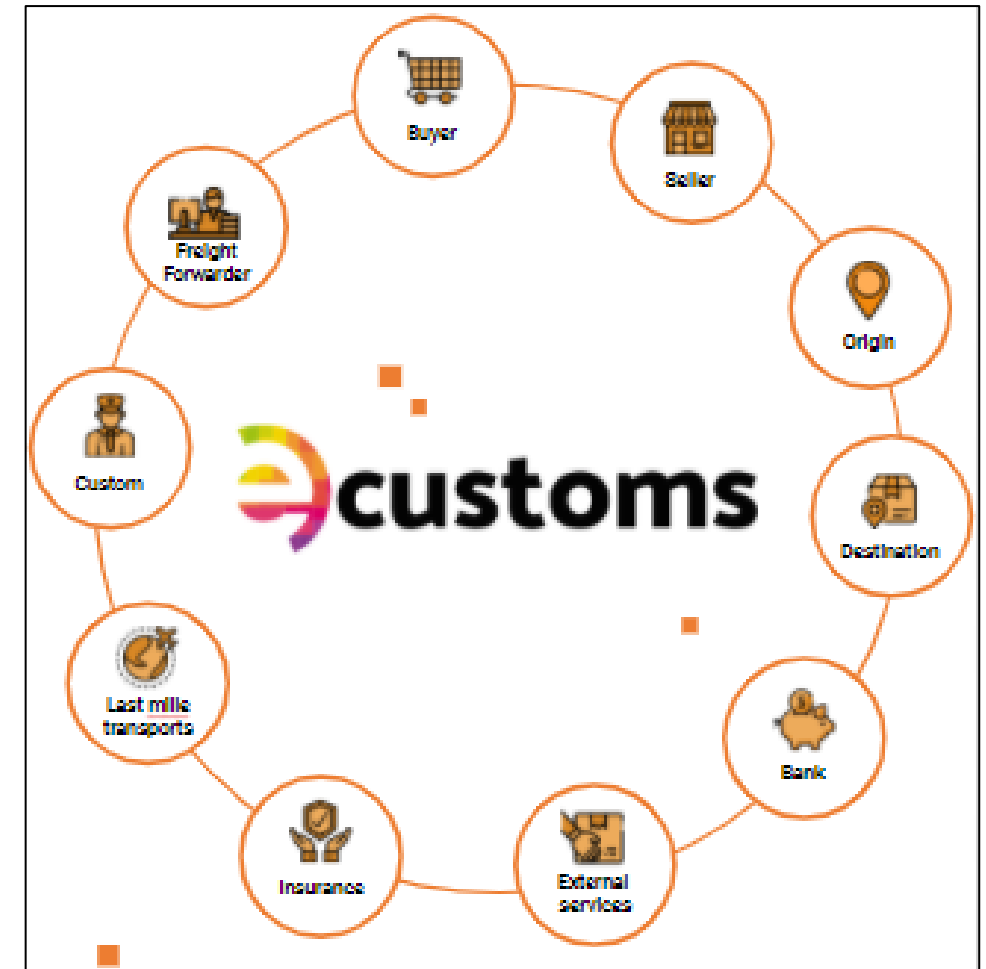 Buyer
Seller
Freight
Forwarder
Origin
Custom
ecustoms
Destination
Last mile
transports
Bank
Insurance
External
services